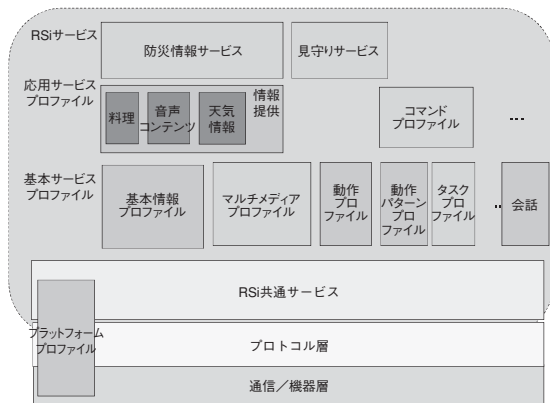 RSiサービス
防災情報サービス
見守りサービス
応用サービス
プロファイル
情報
提供
料理
音声
コンテンツ
天気
情報
コマンド
プロファイル
...
基本サービス
プロファイル
基本情報
プロファイル
マルチメディア
プロファイル
動作
プロ
ファイル
動作
パターン
プロ
ファイル
タスク
プロ
ファイル
..
会話
RSi共通サービス
プラットフォーム
プロファイル
プロトコル層
通信／機器層